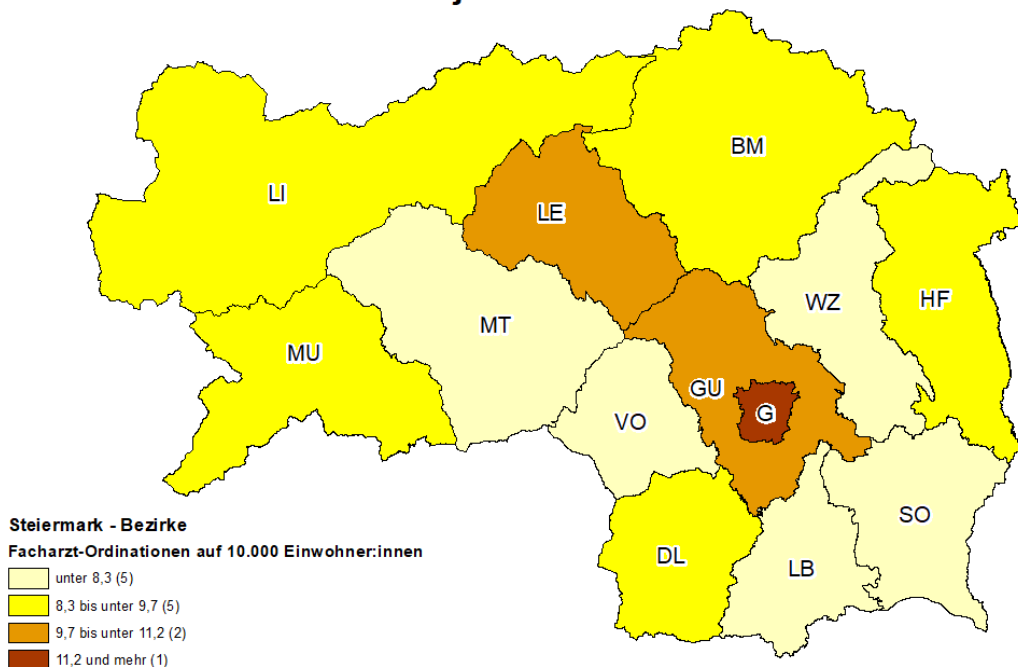 BM
LI
LE
WZ
HF
MT
MU
GU
G
VO
SO
DL
LB
Steiermark - Bezirke
Facharzt-Ordinationen auf 10.000 Einwohner:innen
unter 8,3 (5)
8,3 bis unter 9,7 (5)
9,7 bis unter 11,2 (2)
11,2 und mehr (1)